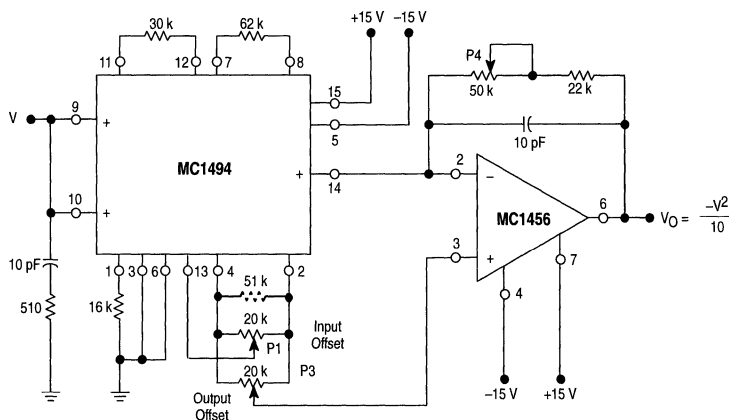 30 k
62 k
+15 V
−15 V
11
12
7
8
P4
50 k
22 k
10 pF
15
5
14
V
9
+
10
+
MC1494
+
2
−
MC1456
3
+
6
7
4
VO = −V²/10
−15 V
+15 V
10 pF
510
1
3
6
13
4
2
16 k
51 k
20 k
P1
Input
Offset
20 k
P3
Output
Offset